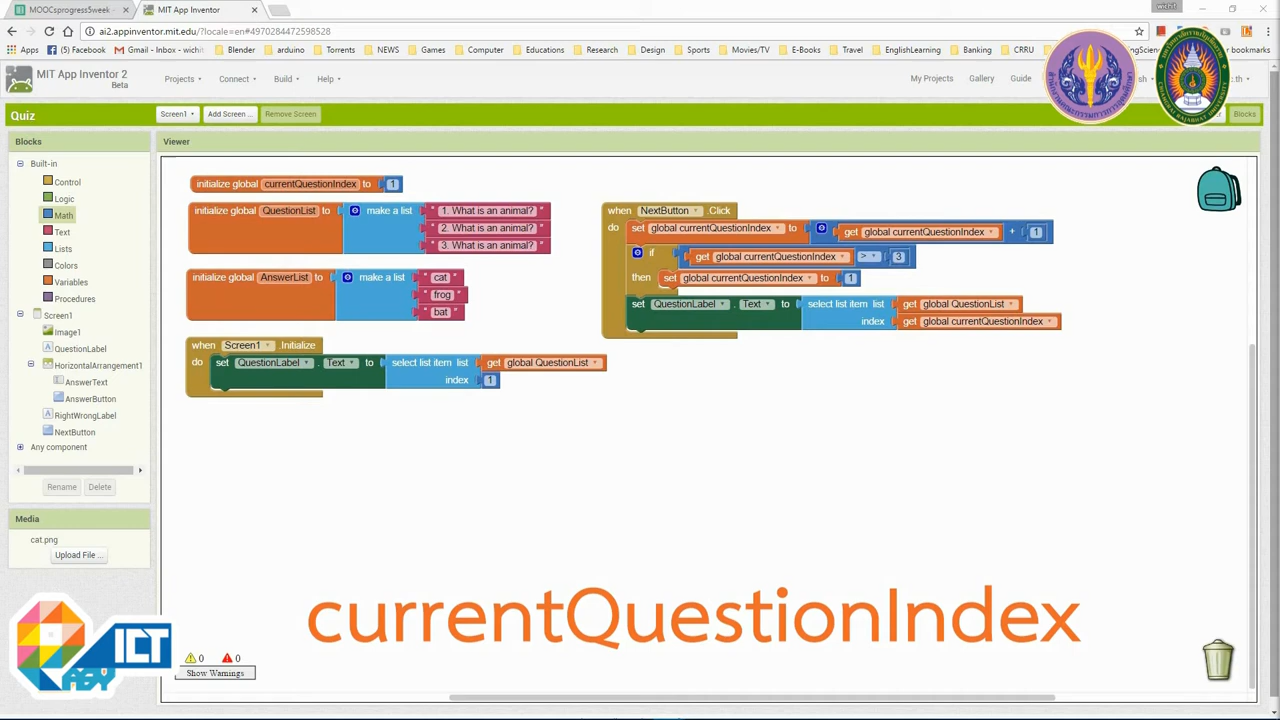 MOOCsprogress5week
MIT App Inventor
wicht
ai2.appinventor.mit.edu/?locale=en#4970284472598528
Apps
(5) Facebook
Gmail - Inbox - wich
Blender
arduino
Torrents
NEWS
Games
Computer
Educations
Research
Design
Sports
Movies/TV
E-Books
Travel
EnglishLearning
Banking
CRRU
bookmarks
MIT App Inventor 2
Beta
Projects
Connect
Build
Help
My Projects
Gallery
Guide
Quiz
Screen1
Add Screen ...
Remove Screen
Blocks
Blocks
Viewer
Built-in
Control
Logic
Math
Text
Lists
Colors
Variables
Procedures
Screen1
Image1
QuestionLabel
HorizontalArrangement1
AnswerText
AnswerButton
RightWrongLabel
NextButton
Any component
Rename
Delete
Media
cat.png
Upload File ...
initialize global currentQuestionIndex to 1
initialize global QuestionList to make a list " 1. What is an animal? "
" 2. What is an animal? "
" 3. What is an animal? "
initialize global AnswerList to make a list " cat "
" frog "
" bat "
when Screen1 .Initialize
do set QuestionLabel . Text to select list item list get global QuestionList
index 1
when NextButton .Click
do set global currentQuestionIndex to get global currentQuestionIndex + 1
if get global currentQuestionIndex > 3
then set global currentQuestionIndex to 1
set QuestionLabel . Text to select list item list get global QuestionList
index get global currentQuestionIndex
currentQuestionIndex
0 0
Show Warnings
ICT